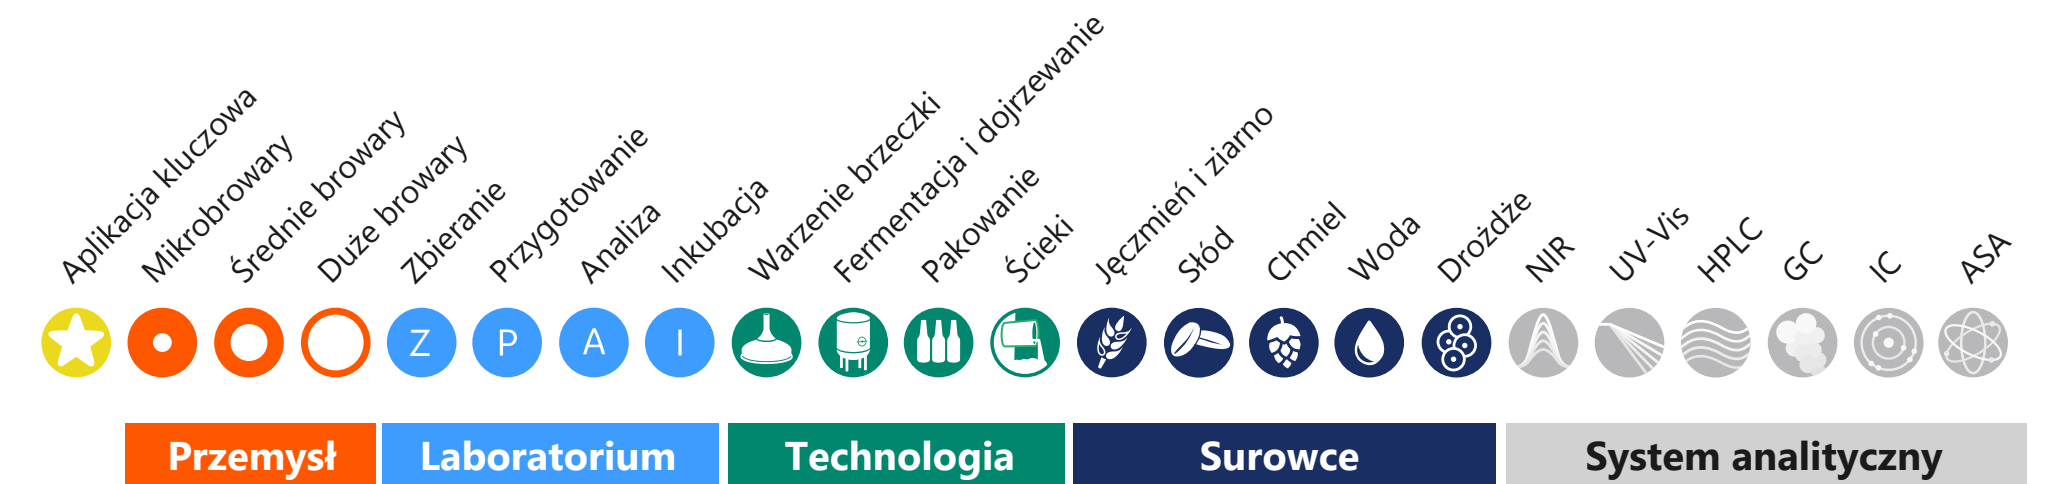 Aplikacja kluczowa
Mikrobrowary
Średnie browary
Duże browary
Zbieranie
Przygotowanie
Analiza
Inkubacja
Warzenie brzeczki
Fermentacja i dojrzewanie
Pakowanie
Ścieki
Jęczmień i ziarno
Słód
Chmiel
Woda
Drożdże
NIR
UV-Vis
HPLC
GC
IC
ASA
Z
P
A
I
Przemysł
Laboratorium
Technologia
Surowce
System analityczny